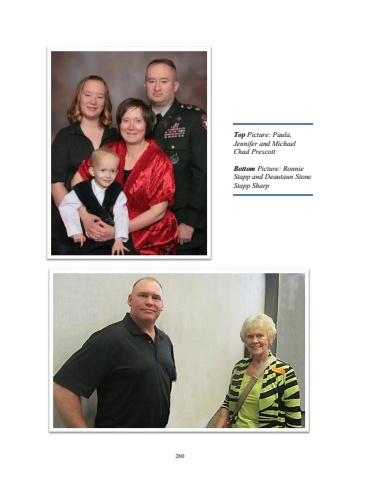 Top Picture: Paula,
Jennifer and Michael
Chad Prescott
Bottom Picture: Ronnie
Stapp and Deautaun Stone
Stapp Sharp
260